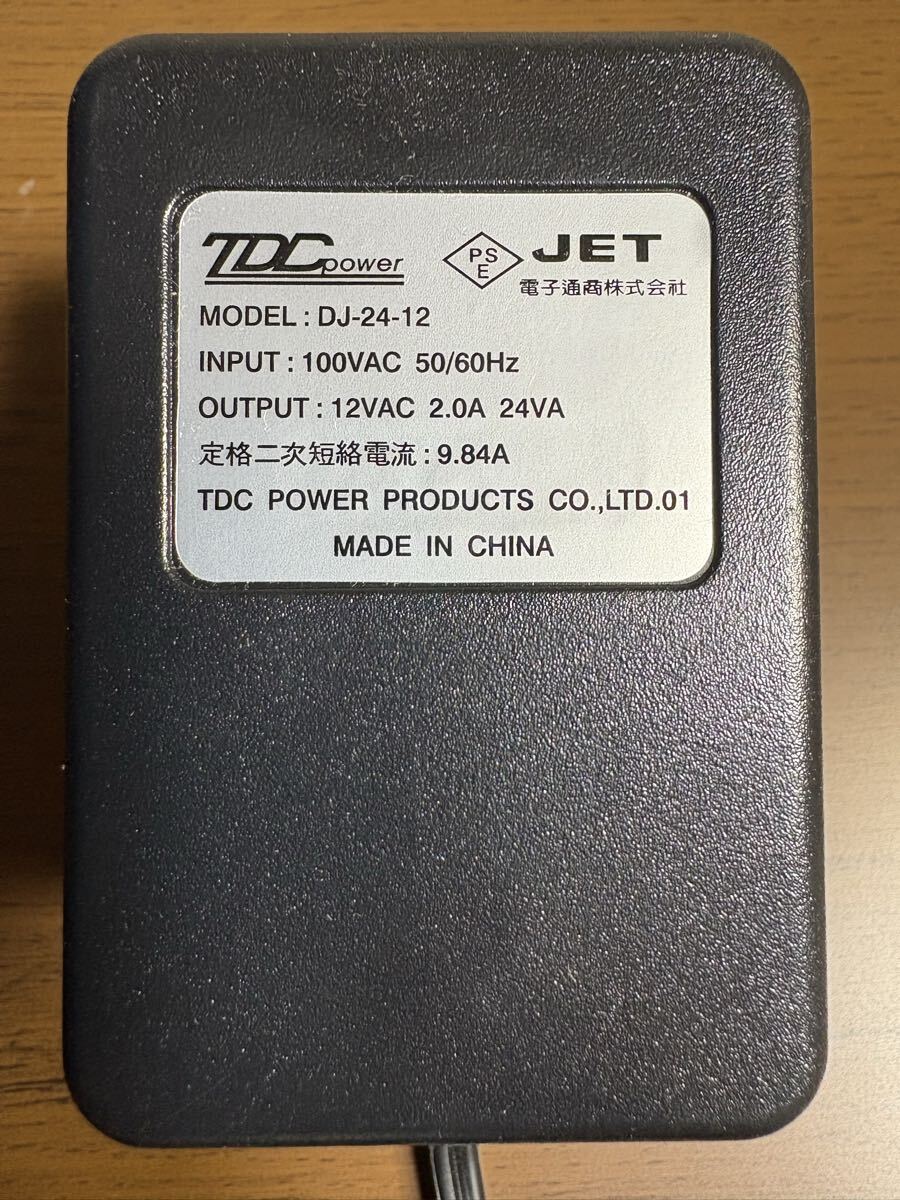 TDC power
PS
E
JET
電子通商株式会社
MODEL : DJ-24-12
INPUT : 100VAC 50/60Hz
OUTPUT : 12VAC 2.0A 24VA
定格二次短絡電流 : 9.84A
TDC POWER PRODUCTS CO.,LTD.01
MADE IN CHINA